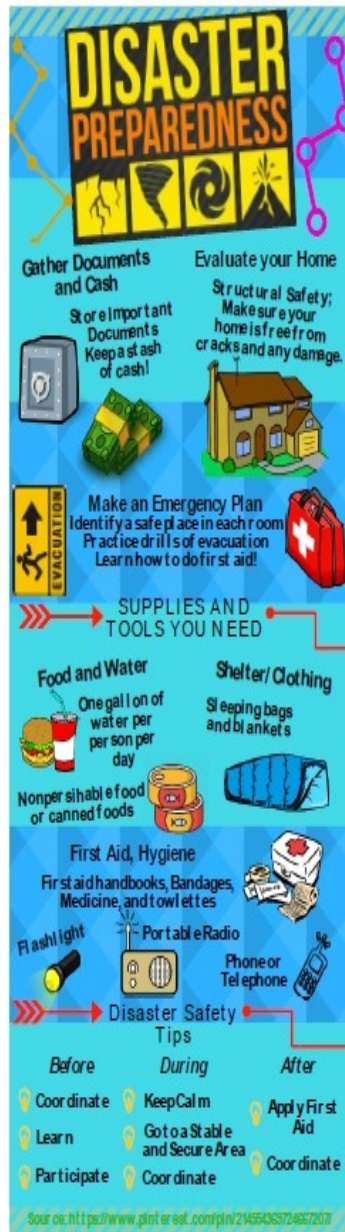 DISASTER
PREPAREDNESS
Gather Documents
and Cash
Store Important
Documents
Keep a stash
of cash!
Evaluate your Home
Structural Safety;
Make sure your
home is free from
cracks and any damage.
EVACUATION
Make an Emergency Plan
Identify a safe place in each room
Practice drills of evacuation
Learn how to do first aid!
SUPPLIES AND
TOOLS YOU NEED
Food and Water
One gallon of
water per
person per
day
Nonpersihable food
or canned foods
Shelter/Clothing
Sleeping bags
and blankets
First Aid, Hygiene
First aid handbooks, Bandages,
Medicine, and towlettes
Flashlight
Portable Radio
Phone or
Telephone
Disaster Safety
Tips
Before
Coordinate
Learn
Participate
During
Keep Calm
Go to a Stable
and Secure Area
Coordinate
After
Apply First
Aid
Coordinate